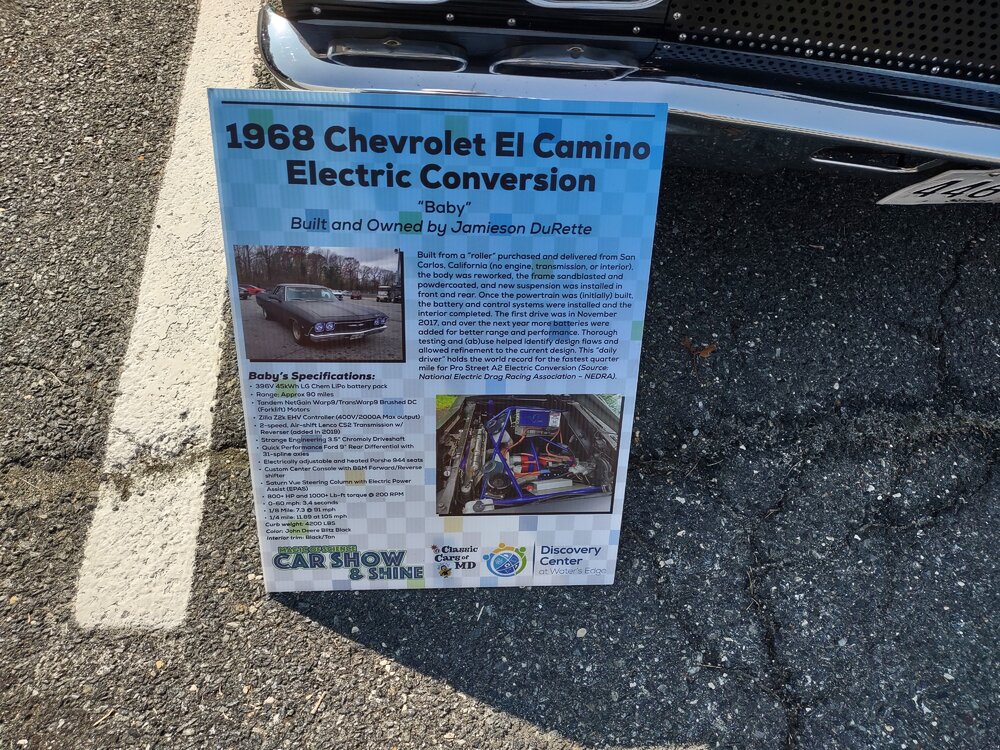 1968 Chevrolet El Camino
Electric Conversion
"Baby"
Built and Owned by Jamieson DuRette
Built from a "roller" purchased and delivered from San
Carlos, California (no engine, transmission, or interior),
the body was reworked, the frame sandblasted and
powdercoated, and new suspension was installed in
front and rear. Once the powertrain was (initially) built,
the battery and control systems were installed and the
interior completed. The first drive was in November
2017, and over the next year more batteries were
added for better range and performance. Thorough
testing and (ab)use helped identify design flaws and
allowed refinement to the current design. This "daily
driver" holds the world record for the fastest quarter
mile for Pro Street A2 Electric Conversion (Source:
National Electric Drag Racing Association - NEDRA).
Baby's Specifications:
• 396V 45kWh LG Chem LiPo battery pack
• Range: Approx 90 miles
• Tandem NetGain Warp9/TransWarp9 Brushed DC
(Forklift) Motors
• Zilla Z2k EHV Controller (400V/2000A Max output)
• 2-speed, Air-shift Lenco CS2 Transmission w/
Reverser (added in 2019)
• Strange Engineering 3.5" Chromoly Driveshaft
• Quick Performance Ford 9" Rear Differential with
31-spline axles
• Electrically adjustable and heated Porshe 944 seats
• Custom Center Console with B&M Forward/Reverse
shifter
• Saturn Vue Steering Column with Electric Power
Assist (EPAS)
• 800+ HP and 1000+ Lb-ft torque @ 200 RPM
• 0-60 mph: 3.4 seconds
• 1/8 Mile: 7.3 @ 91 mph
• 1/4 mile: 11.89 at 105 mph
Curb weight: 4200 LBS
Color: John Deere Blitz Black
Interior trim: Black/Tan
CAR SHOW
& SHINE
Classic
Cars of
MD
Discovery
Center
at Water's Edge